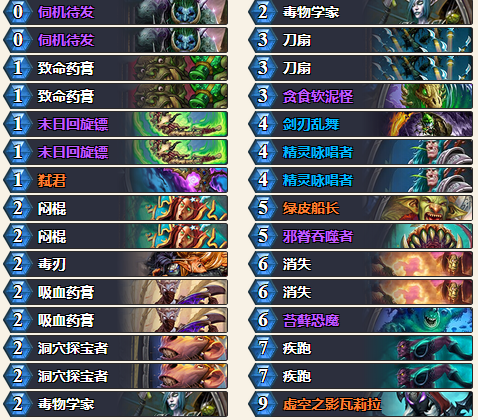 0 伺机待发
0 伺机待发
1 致命药膏
1 致命药膏
1 末日回旋镖
1 末日回旋镖
1 弑君
2 闷棍
2 闷棍
2 毒刃
2 吸血药膏
2 吸血药膏
2 洞穴探宝者
2 洞穴探宝者
2 毒物学家
2 毒物学家
3 刀扇
3 刀扇
3 贪食软泥怪
4 剑刃乱舞
4 精灵咏唱者
4 精灵咏唱者
5 绿皮船长
5 邪脊吞噬者
6 消失
6 消失
6 苔藓恐魔
7 疾跑
7 疾跑
9 虚空之影瓦莉拉